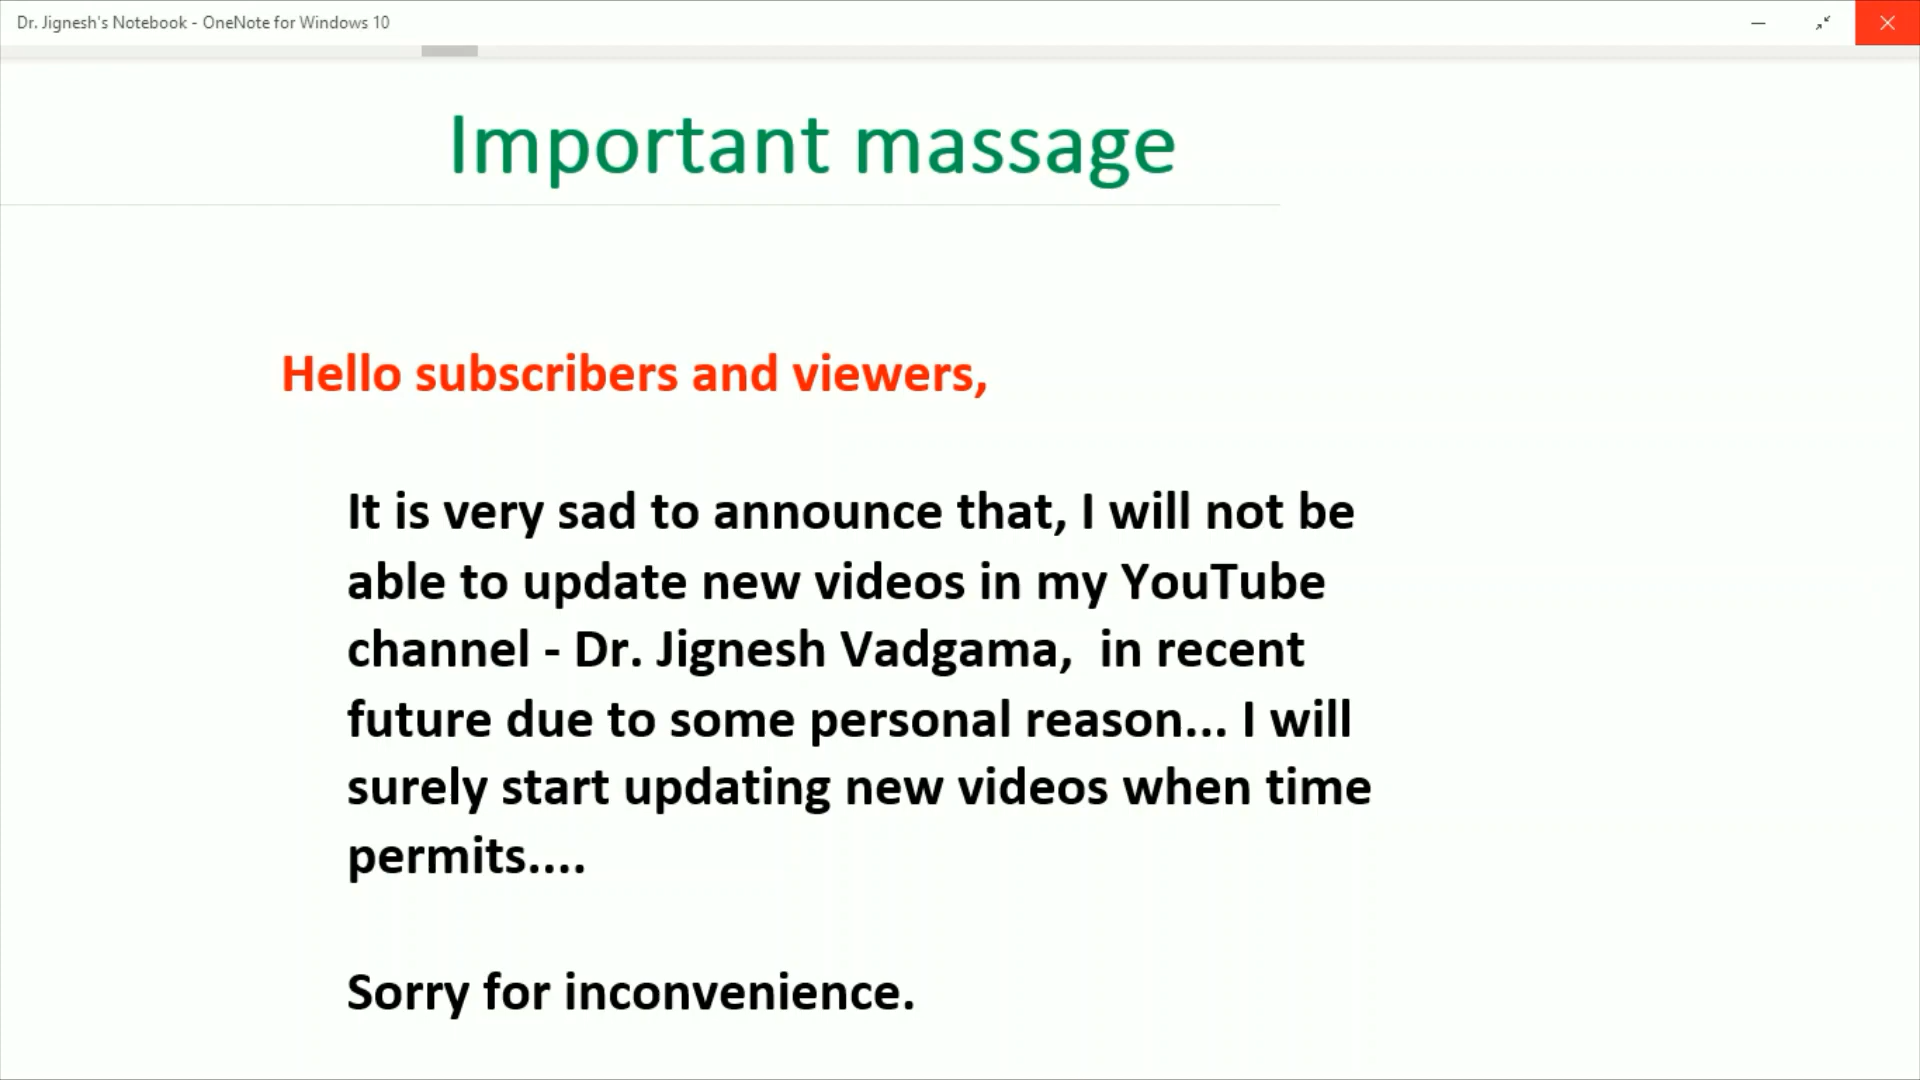 Dr. Jignesh's Notebook - OneNote for Windows 10
Important massage
Hello subscribers and viewers,
It is very sad to announce that, I will not be
able to update new videos in my YouTube
channel - Dr. Jignesh Vadgama,  in recent
future due to some personal reason... I will
surely start updating new videos when time
permits....
Sorry for inconvenience.